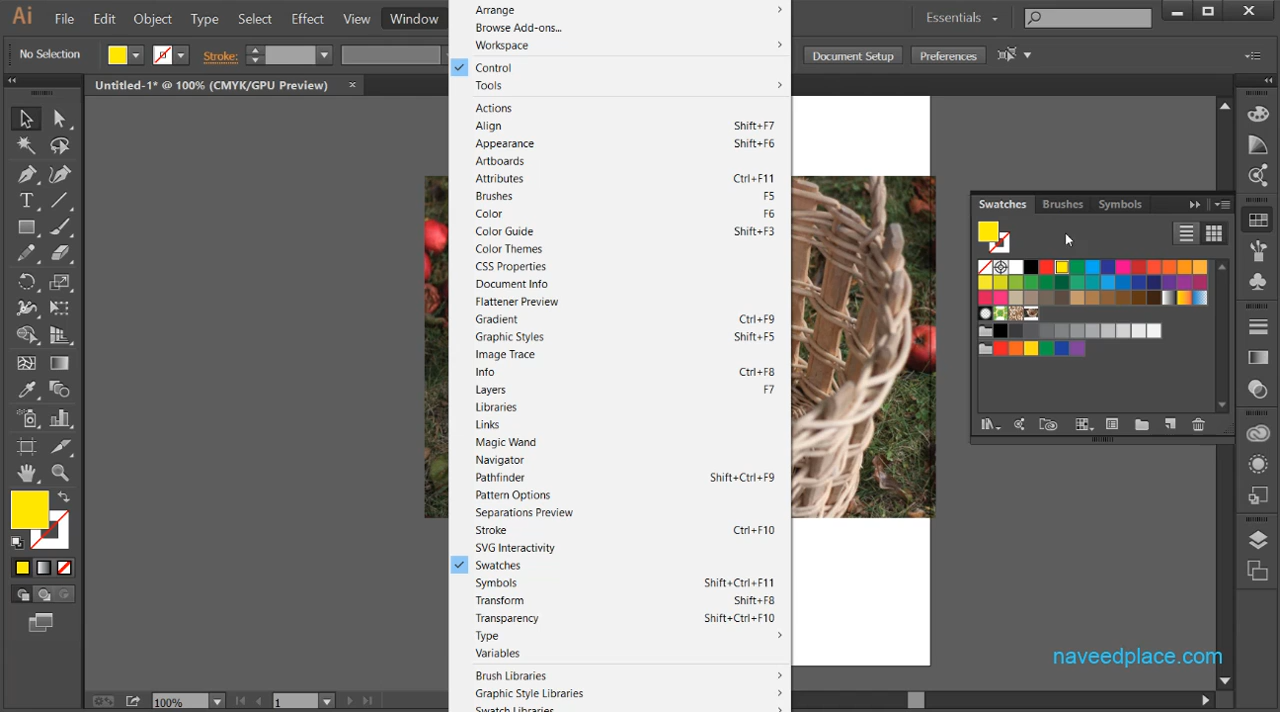 Ai File Edit Object Type Select Effect View Window Essentials
No Selection Stroke: Document Setup Preferences
Untitled-1* @ 100% (CMYK/GPU Preview)
Arrange
Browse Add-ons...
Workspace
Control
Tools
Actions
Align Shift+F7
Appearance Shift+F6
Artboards
Attributes Ctrl+F11
Brushes F5
Color F6
Color Guide Shift+F3
Color Themes
CSS Properties
Document Info
Flattener Preview
Gradient Ctrl+F9
Graphic Styles Shift+F5
Image Trace
Info Ctrl+F8
Layers F7
Libraries
Links
Magic Wand
Navigator
Pathfinder Shift+Ctrl+F9
Pattern Options
Separations Preview
Stroke Ctrl+F10
SVG Interactivity
Swatches
Symbols Shift+Ctrl+F11
Transform Shift+F8
Transparency Shift+Ctrl+F10
Type
Variables
Brush Libraries
Graphic Style Libraries
Swatch Libraries
Swatches Brushes Symbols
naveedplace.com
100% 1